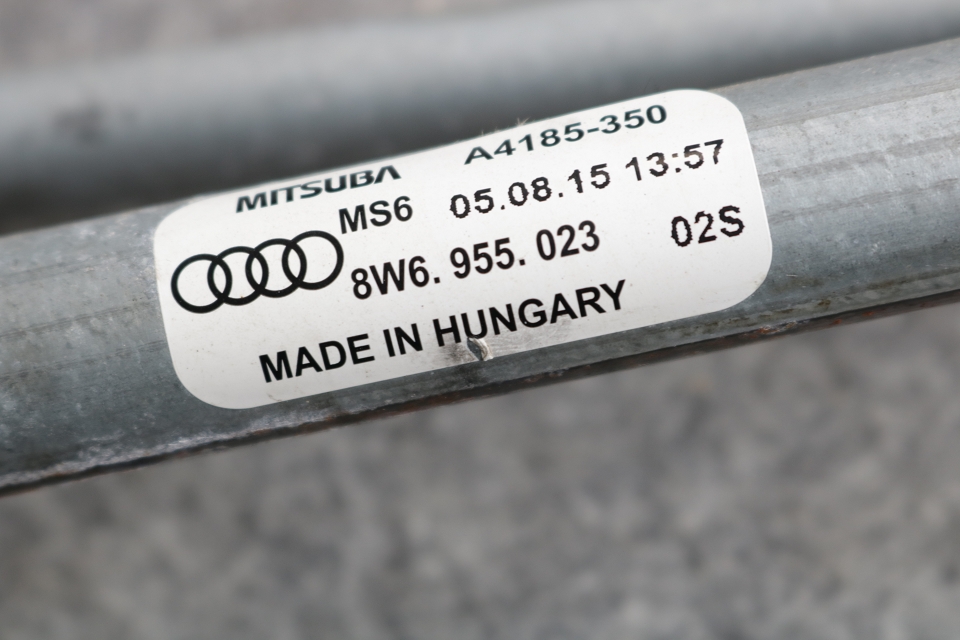 MITSUBA A4185-350
MS6 05.08.15 13:57
8W6. 955. 023 02S
MADE IN HUNGARY